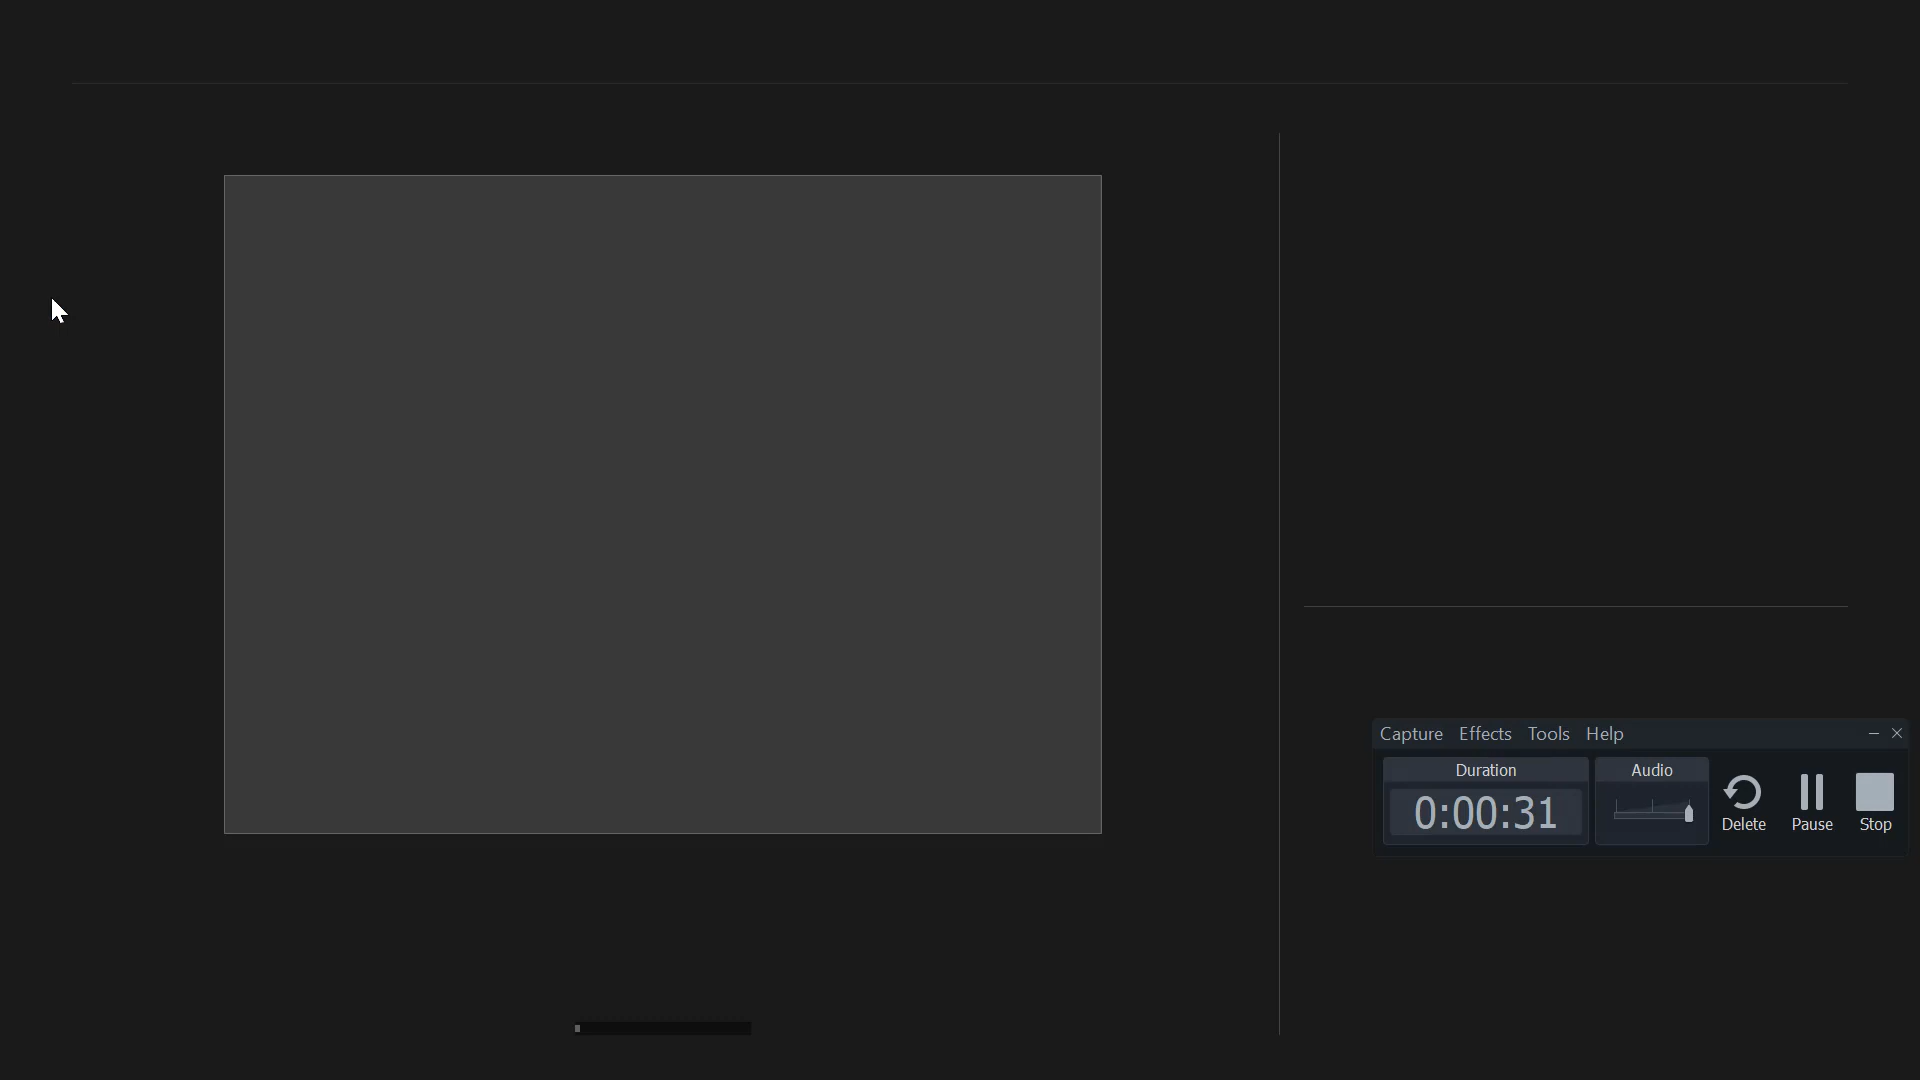 Capture Effects Tools Help
Duration Audio
0:00:31
Delete Pause Stop